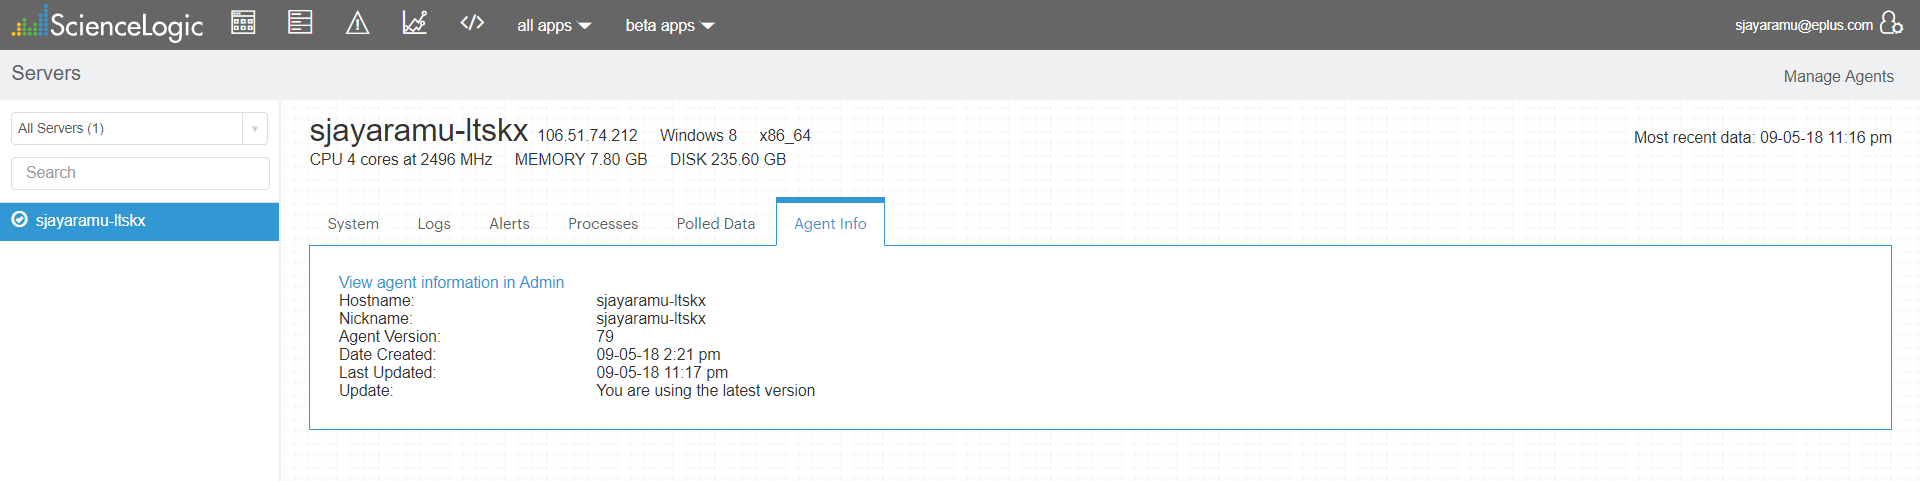 ScienceLogic
all apps
beta apps
sjayaramu@eplus.com
Servers
Manage Agents
All Servers (1)
Search
sjayaramu-ltskx
sjayaramu-ltskx 106.51.74.212 Windows 8 x86_64
CPU 4 cores at 2496 MHz MEMORY 7.80 GB DISK 235.60 GB
Most recent data: 09-05-18 11:16 pm
System Logs Alerts Processes Polled Data Agent Info
View agent information in Admin
Hostname: sjayaramu-ltskx
Nickname: sjayaramu-ltskx
Agent Version: 79
Date Created: 09-05-18 2:21 pm
Last Updated: 09-05-18 11:17 pm
Update: You are using the latest version